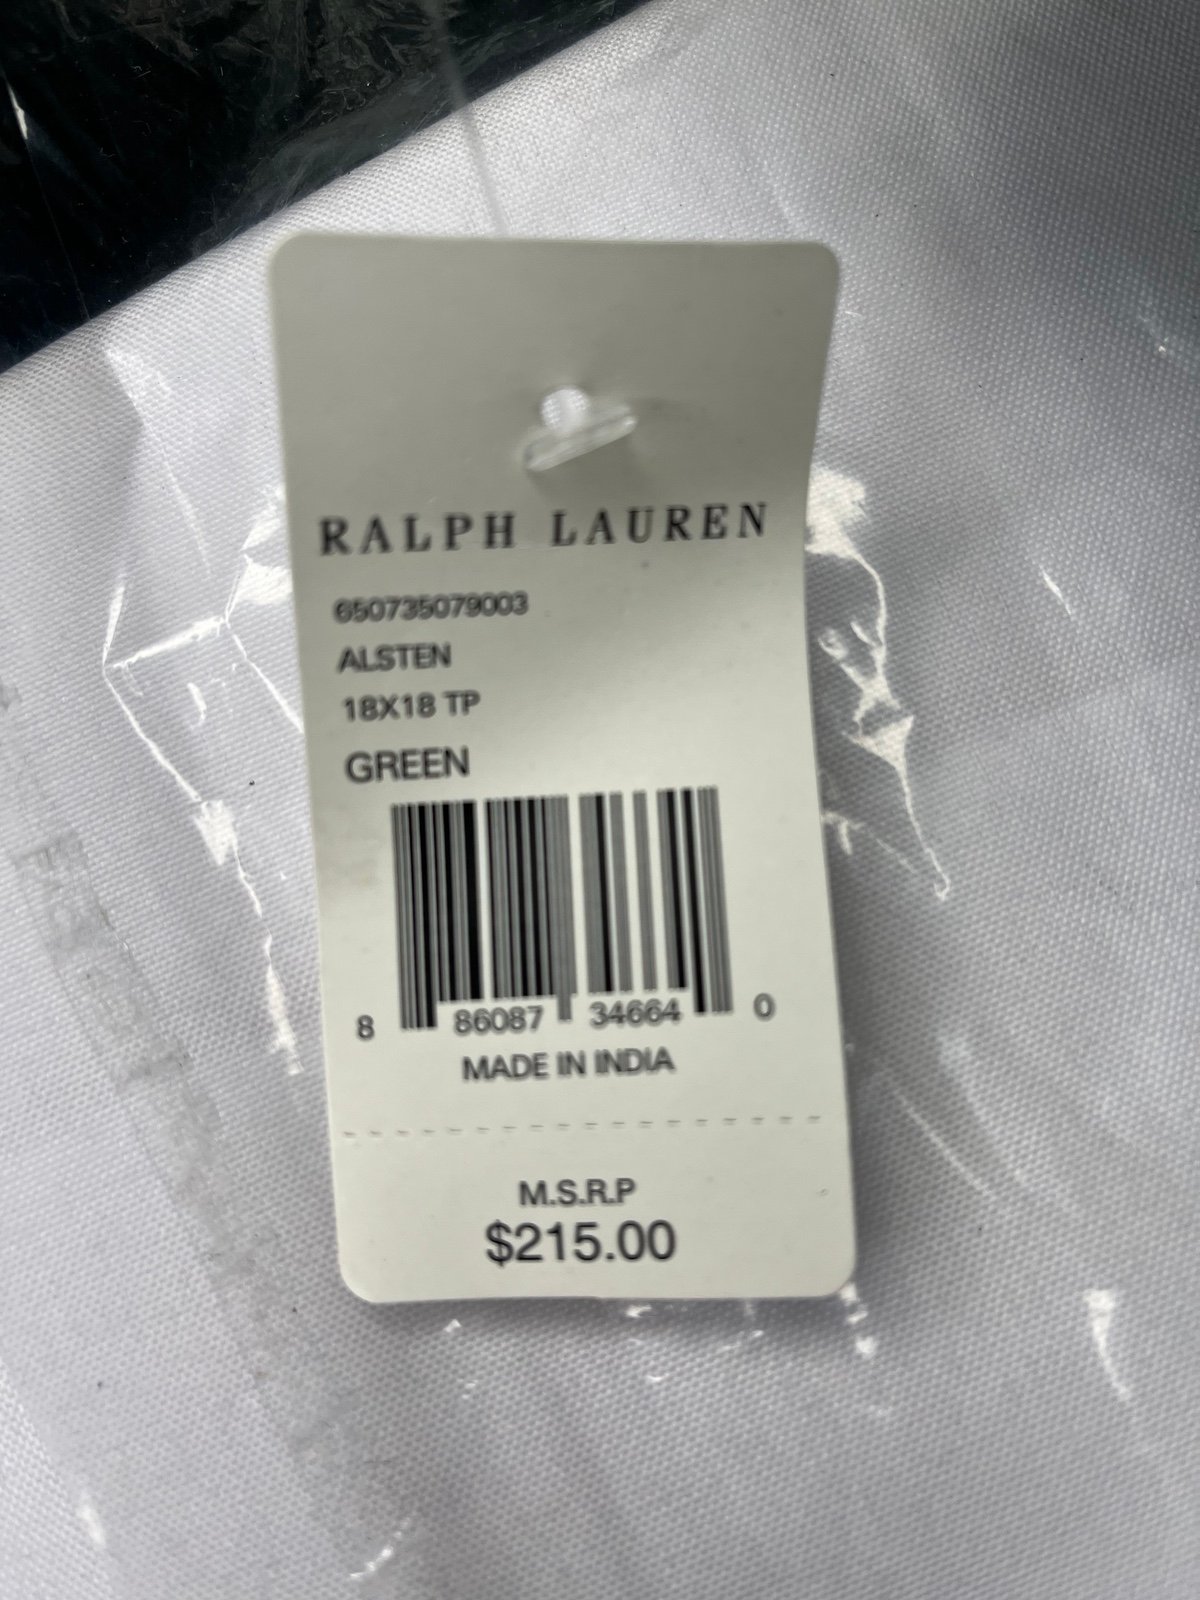 RALPH LAUREN
650735079003
ALSTEN
18X18 TP
GREEN
8 86087 34664 0
MADE IN INDIA
M.S.R.P
$215.00